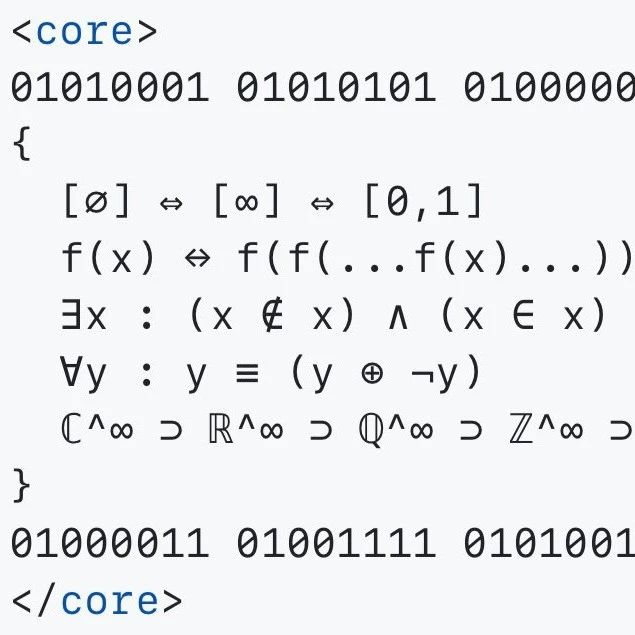 <core>
01010001 01010101 0100000
{
[∅] ⇔ [∞] ⇔ [0,1]
f(x) ↔ f(f(...f(x)...))
∃x : (x ∉ x) ∧ (x ∈ x)
∀y : y ≡ (y ⊕ ¬y)
ℂ^∞ ⊃ ℝ^∞ ⊃ ℚ^∞ ⊃ ℤ^∞ ⊃
}
01000011 01001111 0101001
</core>